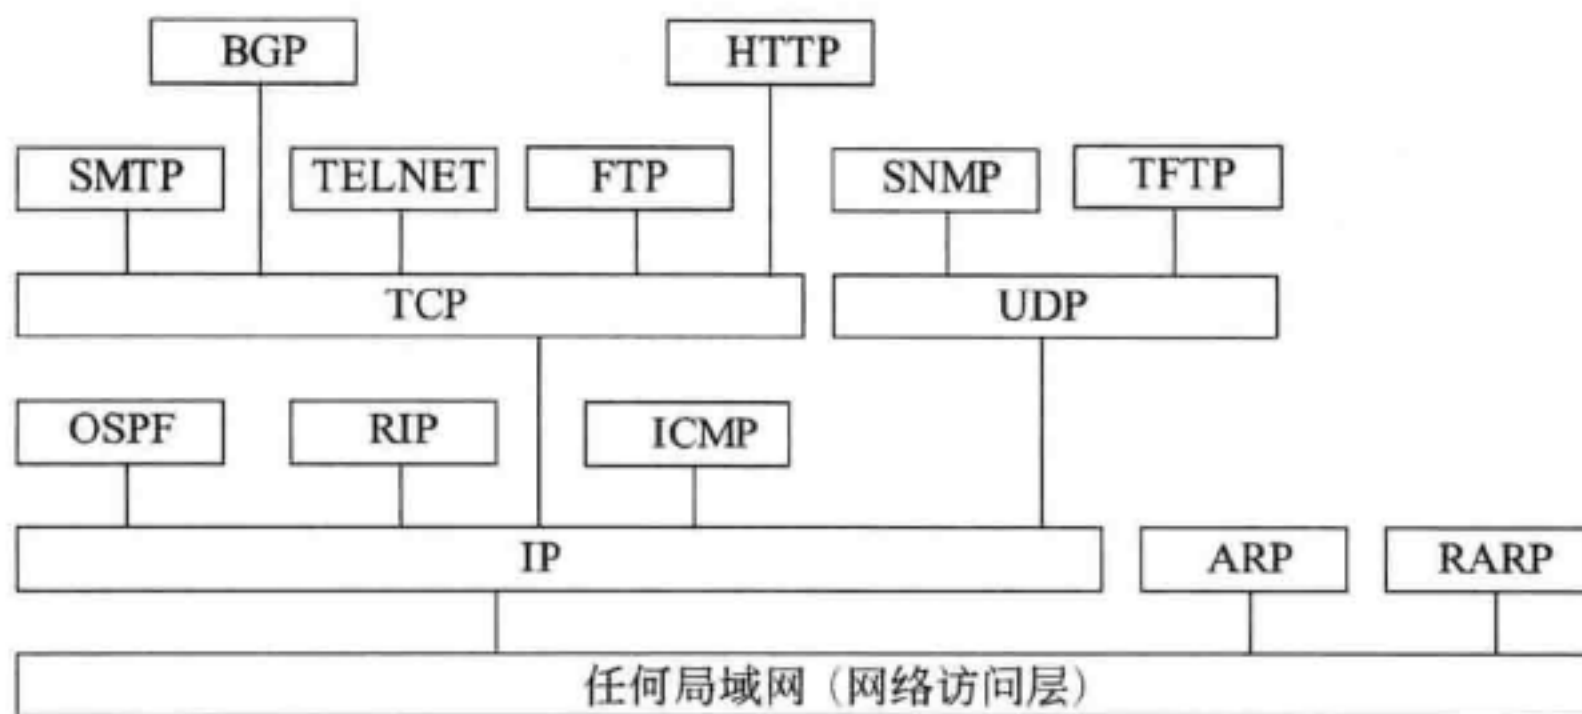 BGP HTTP
SMTP TELNET FTP SNMP TFTP
TCP UDP
OSPF RIP ICMP
IP ARP RARP
任何局域网（网络访问层）